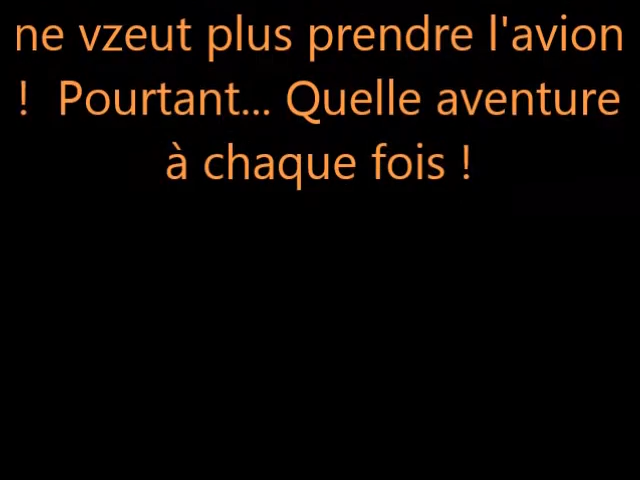 ne vzeut plus prendre l'avion
!  Pourtant... Quelle aventure
à chaque fois !